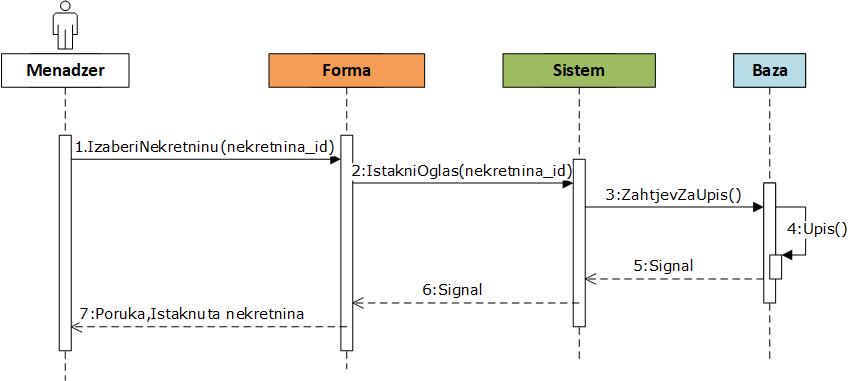 Menadzer
Forma
Sistem
Baza
1.IzaberiNekretninu(nekretnina_id)
2:IstakniOglas(nekretnina_id)
3:ZahtjevZaUpis()
4:Upis()
5:Signal
6:Signal
7:Poruka,Istaknuta nekretnina